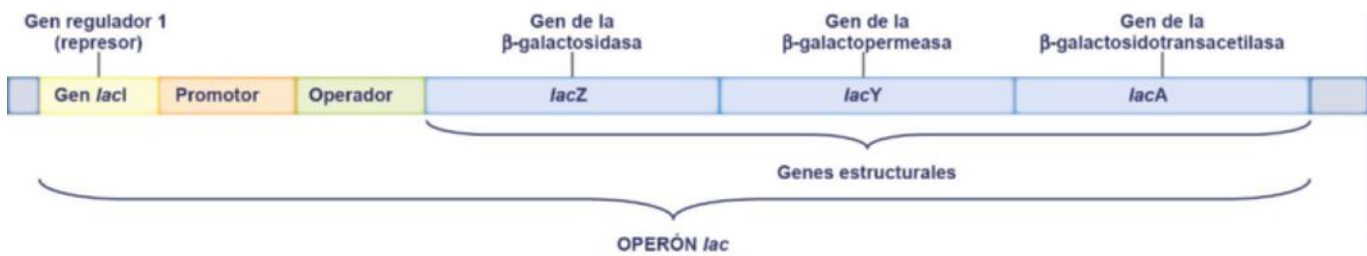 Gen regulador 1
(represor)
Gen de la
β-galactosidasa
Gen de la
β-galactopermeasa
Gen de la
β-galactosidotransacetilasa
Gen lacI
Promotor
Operador
lacZ
lacY
lacA
Genes estructurales
OPERÓN lac